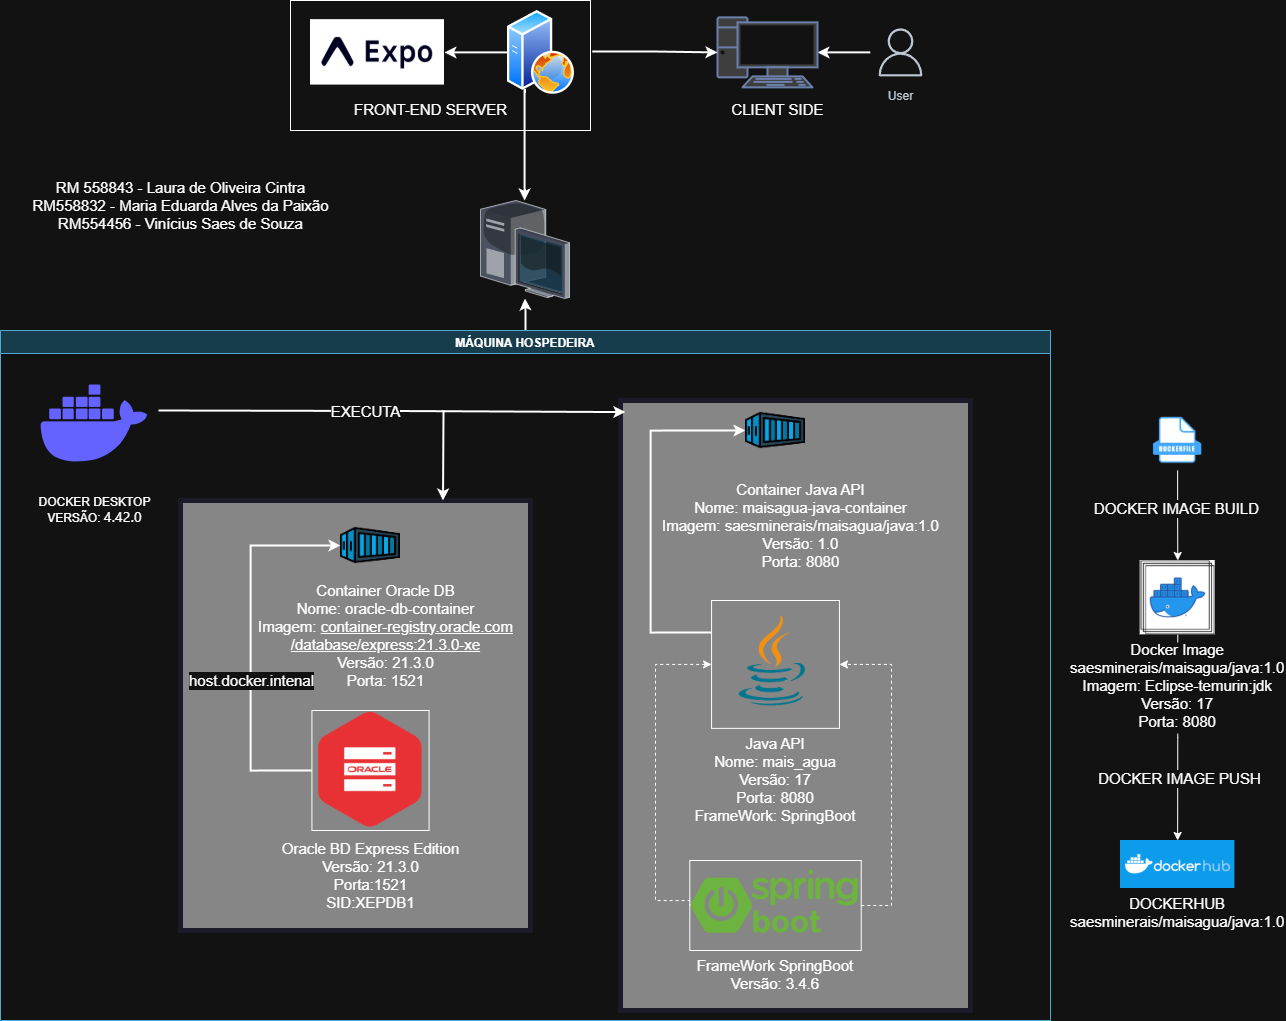 Expo
FRONT-END SERVER
CLIENT SIDE
User
RM 558843 - Laura de Oliveira Cintra
RM558832 - Maria Eduarda Alves da Paixão
RM554456 - Vinícius Saes de Souza
MÁQUINA HOSPEDEIRA
EXECUTA
DOCKER DESKTOP
VERSÃO: 4.42.0
Container Oracle DB
Nome: oracle-db-container
Imagem: container-registry.oracle.com
/database/express:21.3.0-xe
Versão: 21.3.0
Porta: 1521
host.docker.intenal
ORACLE
Oracle BD Express Edition
Versão: 21.3.0
Porta:1521
SID:XEPDB1
Container Java API
Nome: maisagua-java-container
Imagem: saesminerais/maisagua/java:1.0
Versão: 1.0
Porta: 8080
Java API
Nome: mais_agua
Versão: 17
Porta: 8080
FrameWork: SpringBoot
spring
boot
FrameWork SpringBoot
Versão: 3.4.6
DOCKERFILE
DOCKER IMAGE BUILD
Docker Image
saesminerais/maisagua/java:1.0
Imagem: Eclipse-temurin:jdk
Versão: 17
Porta: 8080
DOCKER IMAGE PUSH
dockerhub
DOCKERHUB
saesminerais/maisagua/java:1.0